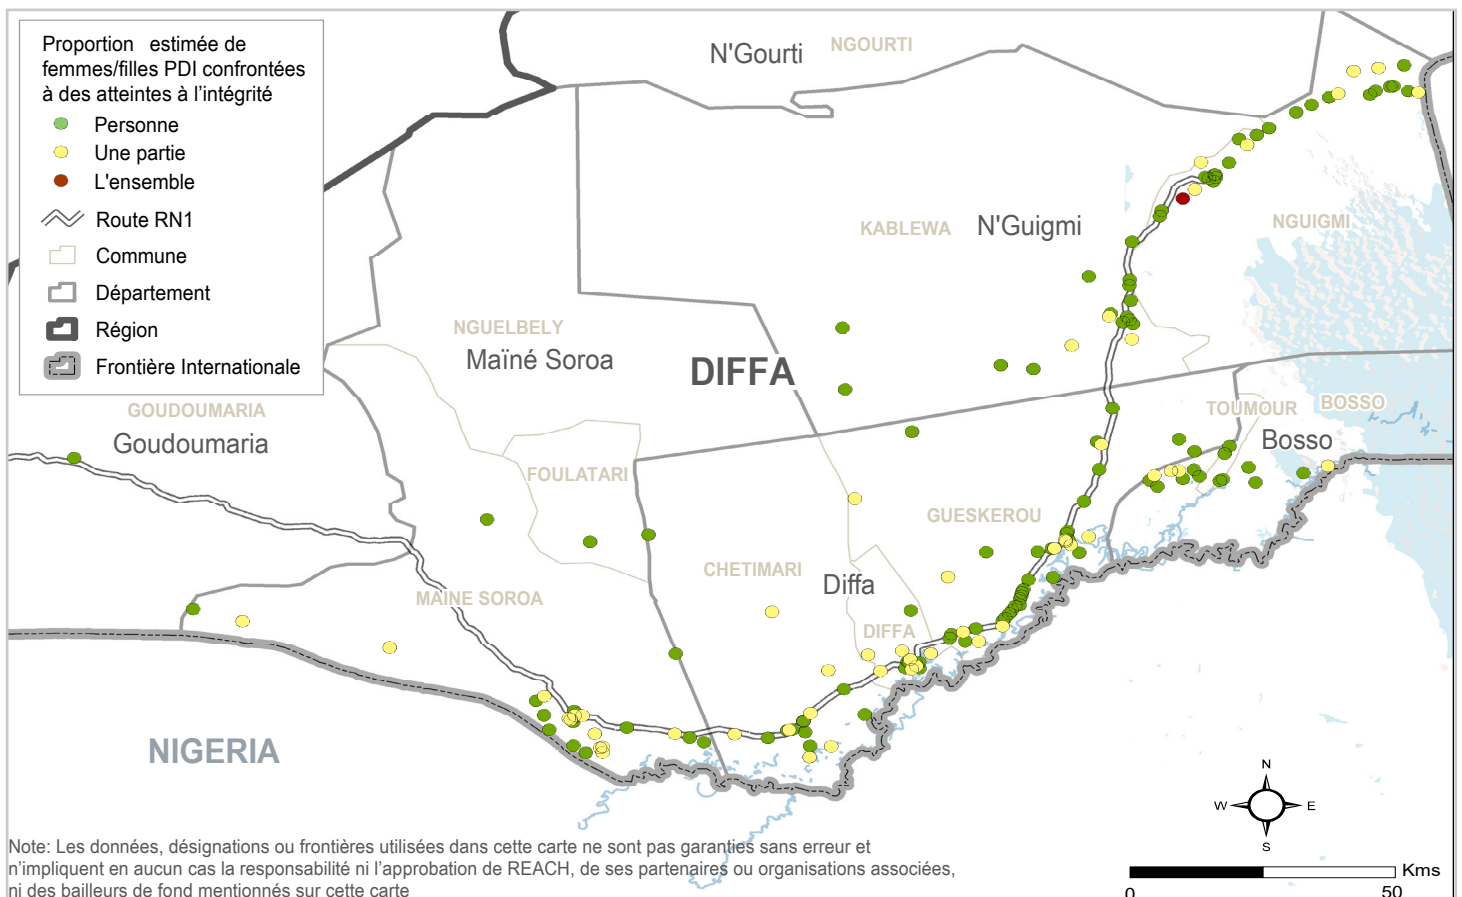 Proportion estimée de
femmes/filles PDI confrontées
à des atteintes à l'intégrité
Personne
Une partie
L'ensemble
Route RN1
Commune
Département
Région
Frontière Internationale
N'Gourti
NGOURTI
KABLEWA
N'Guigmi
NGUIGMI
NGUELBELY
Maïné Soroa
DIFFA
GOUDOUMARIA
Goudoumaria
TOUMOUR
BOSSO
Bosso
FOULATARI
GUESKEROU
CHETIMARI
Diffa
MAINE SOROA
DIFFA
NIGERIA
N
W
E
S
Note: Les données, désignations ou frontières utilisées dans cette carte ne sont pas garanties sans erreur et
n'impliquent en aucun cas la responsabilité ni l'approbation de REACH, de ses partenaires ou organisations associées,
ni des bailleurs de fond mentionnés sur cette carte
Kms
0
50